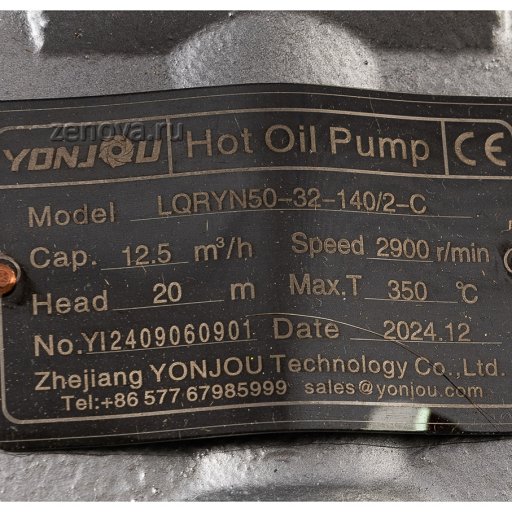 zenova.ru
YONJOU Hot Oil Pump CE
Model LQRYN50-32-140/2-C
Cap. 12.5 m³/h Speed 2900 r/min
Head 20 m Max.T 350 ℃
No.YI2409060901 Date 2024.12
Zhejiang YONJOU Technology Co.,Ltd.
Tel:+86 577 67985999 sales@yonjou.com
zenova.ru